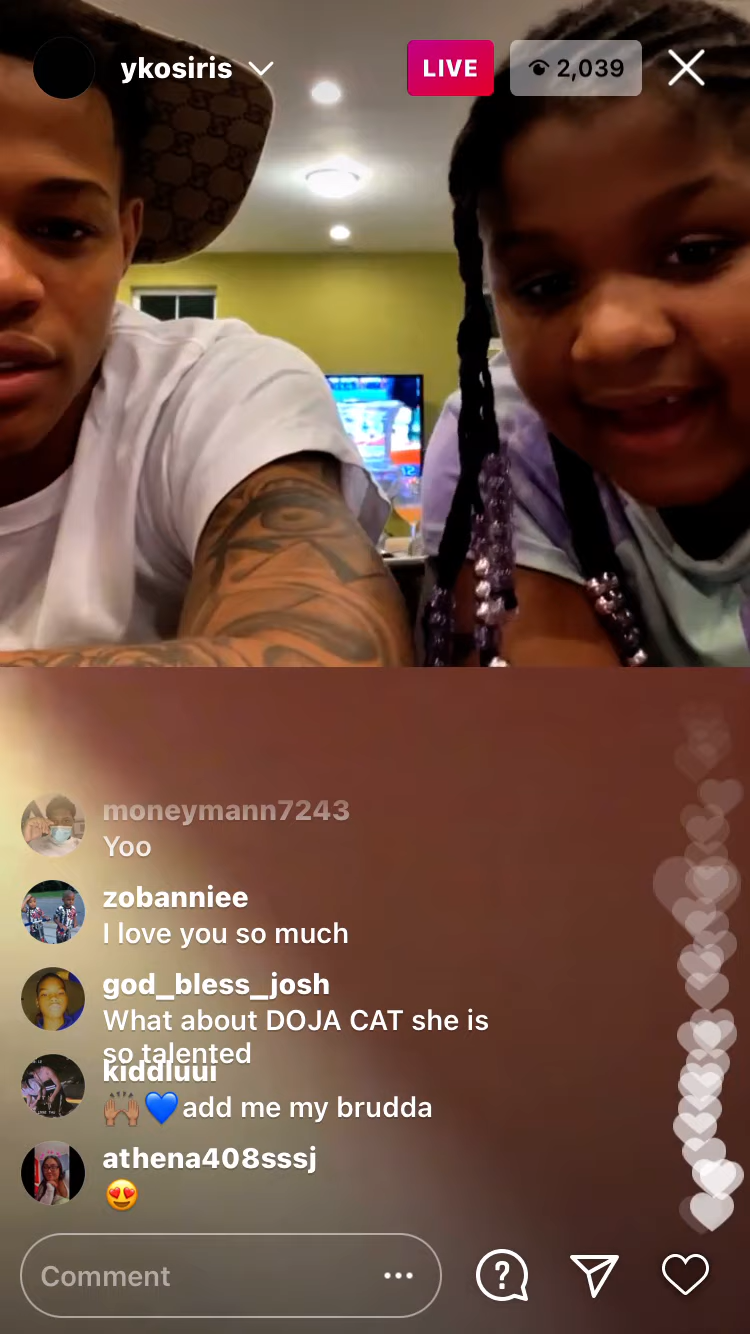 ykosiris
LIVE
2,039
moneymann7243
Yoo
zobanniee
I love you so much
god_bless_josh
What about DOJA CAT she is
so talented
kiddluui
🙌🏽💙add me my brudda
athena408sssj
😍
Comment